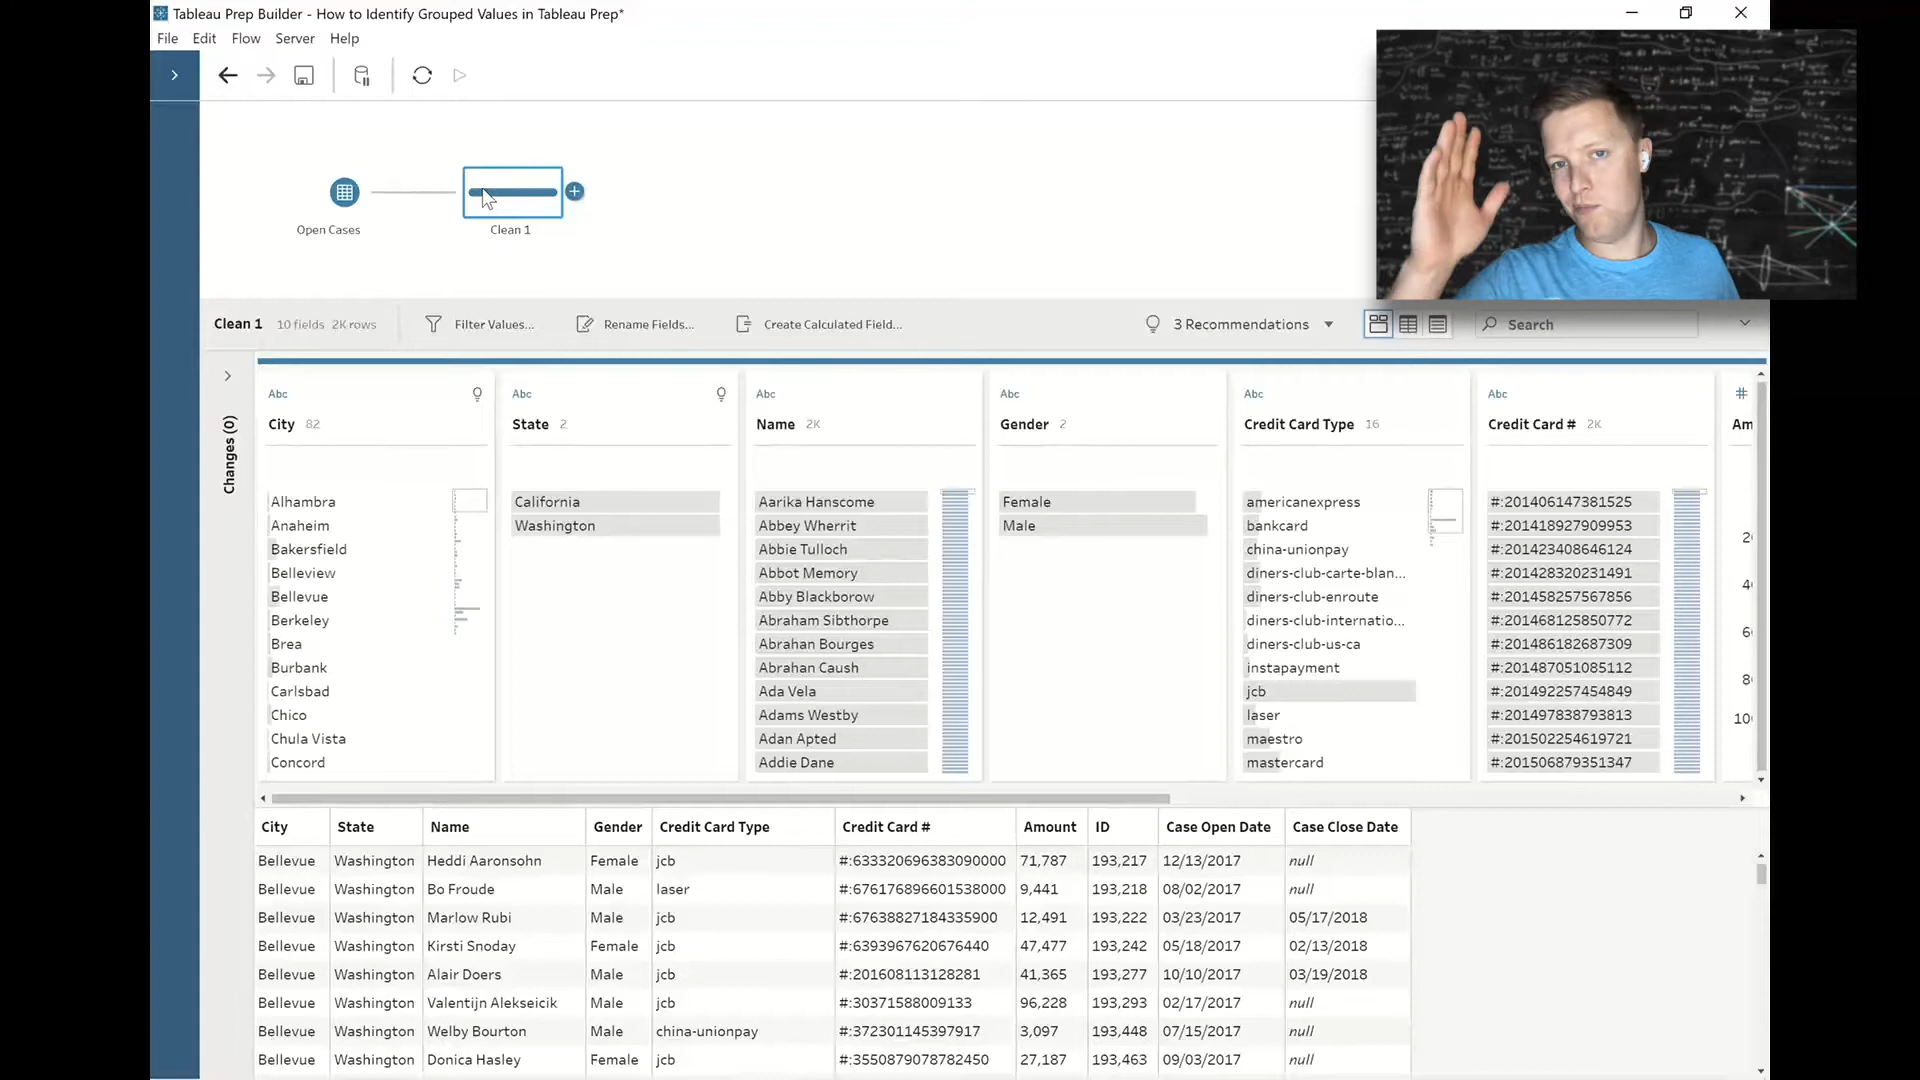 Tableau Prep Builder - How to Identify Grouped Values in Tableau Prep*
File Edit Flow Server Help
Open Cases
Clean 1
Clean 1 10 fields 2K rows Filter Values... Rename Fields... Create Calculated Field... 3 Recommendations Search
Changes (0)
Abc Abc Abc Abc Abc Abc #
City 82 State 2 Name 2K Gender 2 Credit Card Type 16 Credit Card # 2K Am
Alhambra California Aarika Hanscome Female americanexpress #:201406147381525
Anaheim Washington Abbey Wherrit Male bankcard #:201418927909953
Bakersfield Abbie Tulloch china-unionpay #:201423408646124
Belleview Abbot Memory diners-club-carte-blan... #:201428320231491
Bellevue Abby Blackborow diners-club-enroute #:201458257567856
Berkeley Abraham Sibthorpe diners-club-internatio... #:201468125850772
Brea Abrahan Bourges diners-club-us-ca #:201486182687309
Burbank Abrahan Caush instapayment #:201487051085112
Carlsbad Ada Vela jcb #:201492257454849
Chico Adams Westby laser #:201497838793813
Chula Vista Adan Apted maestro #:201502254619721
Concord Addie Dane mastercard #:201506879351347
City State Name Gender Credit Card Type Credit Card # Amount ID Case Open Date Case Close Date
Bellevue Washington Heddi Aaronsohn Female jcb #:633320696383090000 71,787 193,217 12/13/2017 null
Bellevue Washington Bo Froude Male laser #:676176896601538000 9,441 193,218 08/02/2017 null
Bellevue Washington Marlow Rubi Male jcb #:67638827184335900 12,491 193,222 03/23/2017 05/17/2018
Bellevue Washington Kirsti Snoday Female jcb #:6393967620676440 47,477 193,242 05/18/2017 02/13/2018
Bellevue Washington Alair Doers Male jcb #:201608113128281 41,365 193,277 10/10/2017 03/19/2018
Bellevue Washington Valentijn Alekseicik Male jcb #:30371588009133 96,228 193,293 02/17/2017 null
Bellevue Washington Welby Bourton Male china-unionpay #:372301145397917 3,097 193,448 07/15/2017 null
Bellevue Washington Donica Hasley Female jcb #:3550879078782450 27,187 193,463 09/03/2017 null